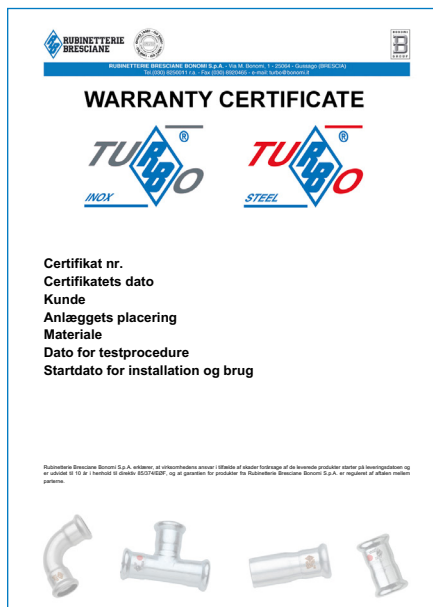 RUBINETTERIE
BRESCIANE
BONOMI
GROUP
RUBINETTERIE BRESCIANE BONOMI S.p.A. - Via M. Bonomi, 1 - 25064 - Gussago (BRESCIA)
Tel.(030) 8250011 r.a. - Fax (030) 8920465 - e-mail: turbo@bonomi.it
WARRANTY CERTIFICATE
TURBO ®
INOX
TURBO ®
STEEL
Certifikat nr.
Certifikatets dato
Kunde
Anlæggets placering
Materiale
Dato for testprocedure
Startdato for installation og brug
Rubinetterie Bresciane Bonomi S.p.A. erklærer, at virksomhedens ansvar i tilfælde af skader forårsage af de leverede produkter starter på leveringsdatoen og
er udvidet til 10 år i henhold til direktiv 85/374/EØF, og at garantien for produkter fra Rubinetterie Bresciane Bonomi S.p.A. er reguleret af aftalen mellem
parterne.